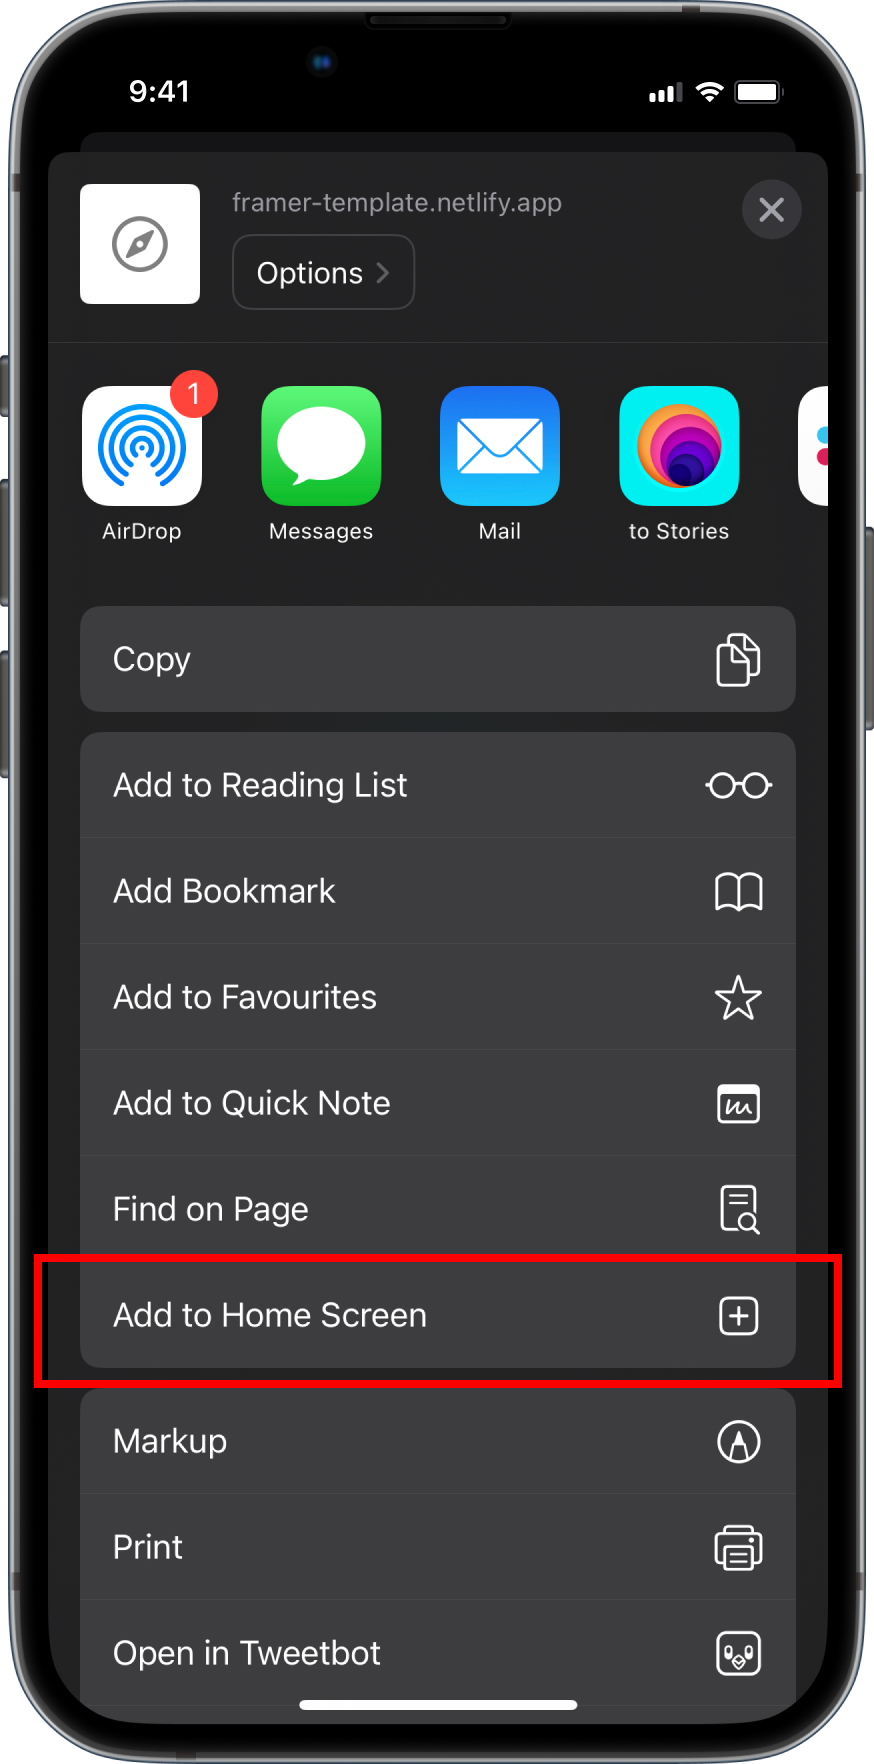 9:41
framer-template.netlify.app
Options
1
AirDrop
Messages
Mail
to Stories
Copy
Add to Reading List
Add Bookmark
Add to Favourites
Add to Quick Note
Find on Page
Add to Home Screen
Markup
Print
Open in Tweetbot